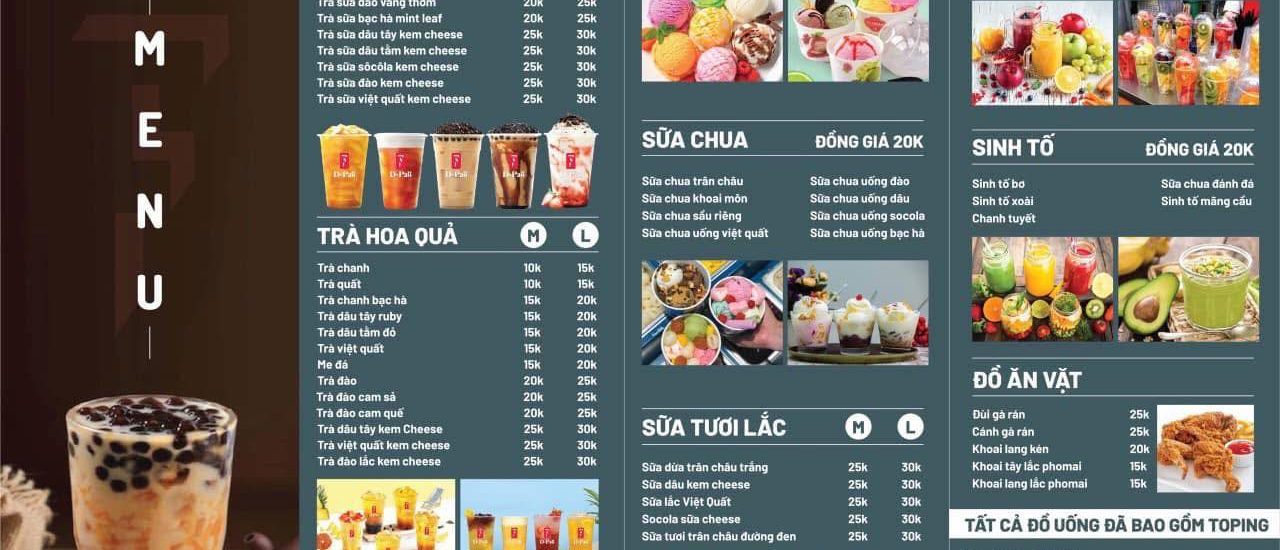 M
E
N
U
Trà sữa đào vàng thơm 20k 25k
Trà sữa bạc hà mint leaf 20k 25k
Trà sữa dâu tây kem cheese 25k 30k
Trà sữa dâu tằm kem cheese 25k 30k
Trà sữa sôcôla kem cheese 25k 30k
Trà sữa đào kem cheese 25k 30k
Trà sữa việt quất kem cheese 25k 30k
D-Pali
D-Pali
TRÀ HOA QUẢ M L
Trà chanh 10k 15k
Trà quất 10k 15k
Trà chanh bạc hà 15k 20k
Trà dâu tây ruby 15k 20k
Trà dâu tằm đỏ 15k 20k
Trà việt quất 15k 20k
Me đá 15k 20k
Trà đào 20k 25k
Trà đào cam sả 20k 25k
Trà đào cam quế 20k 25k
Trà dâu tây kem Cheese 25k 30k
Trà việt quất kem cheese 25k 30k
Trà đào lắc kem cheese 25k 30k
SỮA CHUA ĐỒNG GIÁ 20K
Sữa chua trân châu Sữa chua uống đào
Sữa chua khoai môn Sữa chua uống dâu
Sữa chua sầu riêng Sữa chua uống socola
Sữa chua uống việt quất Sữa chua uống bạc hà
SỮA TƯƠI LẮC M L
Sữa dừa trân châu trắng 25k 30k
Sữa dâu kem cheese 25k 30k
Sữa lắc Việt Quất 25k 30k
Socola sữa cheese 25k 30k
Sữa tươi trân châu đường đen 25k 30k
SINH TỐ ĐỒNG GIÁ 20K
Sinh tố bơ Sữa chua đánh đá
Sinh tố xoài Sinh tố mãng cầu
Chanh tuyết
ĐỒ ĂN VẶT
Đùi gà rán 25k
Cánh gà rán 25k
Khoai lang kén 20k
Khoai tây lắc phomai 15k
Khoai lang lắc phomai 15k
TẤT CẢ ĐỒ UỐNG ĐÃ BAO GỒM TOPING